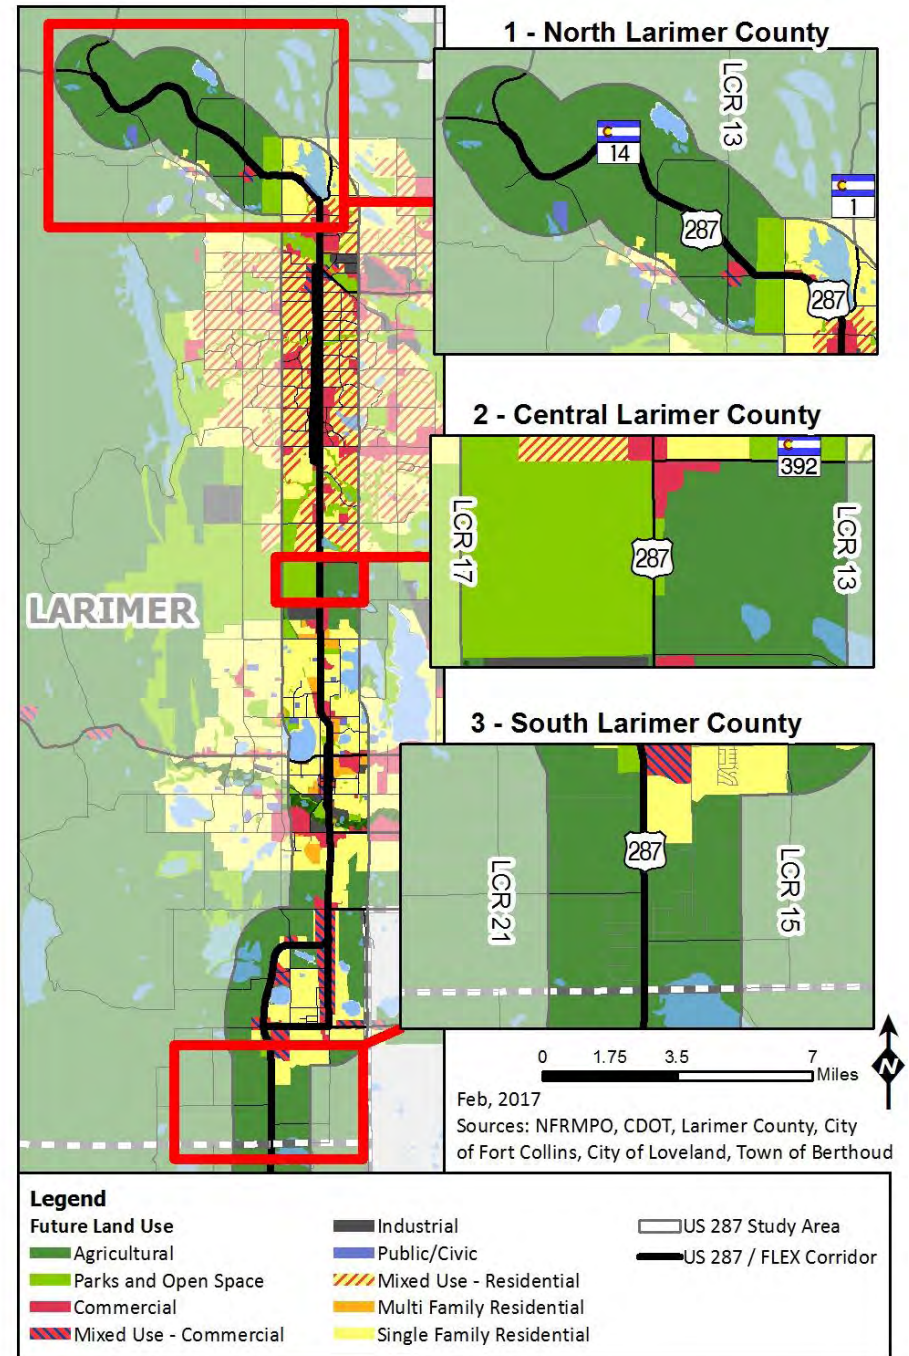 1 - North Larimer County
LCR 13
14
1
287
287
2 - Central Larimer County
392
LCR 17
287
LCR 13
LARIMER
3 - South Larimer County
287
LCR 21
LCR 15
0 1.75 3.5 7
Miles
N
Feb, 2017
Sources: NFRMPO, CDOT, Larimer County, City
of Fort Collins, City of Loveland, Town of Berthoud
Legend
Future Land Use
Agricultural
Parks and Open Space
Commercial
Mixed Use - Commercial
Industrial
Public/Civic
Mixed Use - Residential
Multi Family Residential
Single Family Residential
US 287 Study Area
US 287 / FLEX Corridor